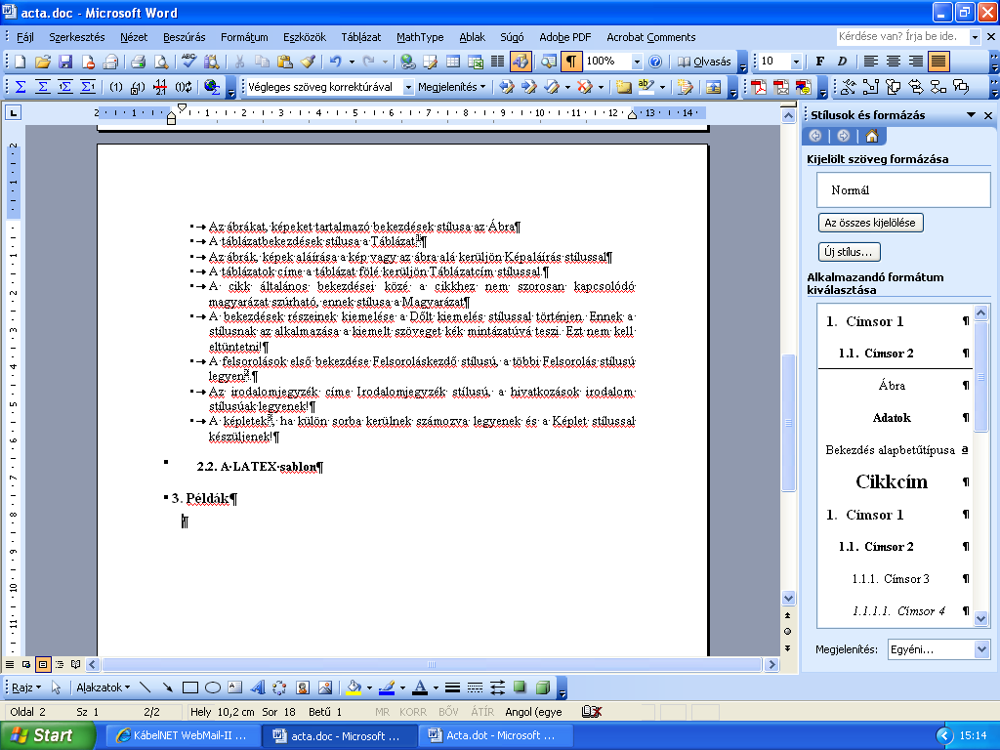 acta.doc - Microsoft Word
Fájl Szerkesztés Nézet Beszúrás Formátum Eszközök Táblázat MathType Ablak Súgó Adobe PDF Acrobat Comments Kérdése van? Írja be ide.
100% Olvasás 10 F D
Végleges szöveg korrektúrával Megjelenítés
2 1 1 2 3 4 5 6 7 8 9 10 11 12 13 14
Az ábrákat, képeket tartalmazó bekezdések stílusa az Ábra¶
A táblázatbekezdések stílusa a Táblázat¶
Az ábrák, képek aláírása a kép vagy az ábra alá kerüljön Képaláírás stílussal¶
A táblázatok címe a táblázat fölé kerüljön Táblázatcím stílussal.¶
A cikk általános bekezdései közé a cikkhez nem szorosan kapcsolódó
magyarázat szúrható, ennek stílusa a Magyarázat¶
A bekezdések részeinek kiemelése a Dőlt kiemelés stílussal történjen. Ennek a
stílusnak az alkalmazása a kiemelt szöveget kék mintázatúvá teszi. Ezt nem kell
eltüntetni!¶
A felsorolások első bekezdése Felsoroláskezdő stílusú, a többi Felsorolás stílusú
legyen.¶
Az irodalomjegyzék címe Irodalomjegyzék stílusú, a hivatkozások irodalom
stílusúak legyenek!¶
A képletek, ha külön sorba kerülnek számozva legyenek és a Képlet stílussal
készüljenek!¶
2.2. A LATEX sablon¶
3. Példák¶
¶
Stílusok és formázás
Kijelölt szöveg formázása
Normál
Az összes kijelölése
Új stílus...
Alkalmazandó formátum
kiválasztása
1. Címsor 1 ¶
1.1. Címsor 2 ¶
Ábra ¶
Adatok ¶
Bekezdés alapbetűtípusa a
Cikkcím ¶
1. Címsor 1 ¶
1.1. Címsor 2 ¶
1.1.1. Címsor 3 ¶
1.1.1.1. Címsor 4 ¶
Megjelenítés: Egyéni...
Rajz Alakzatok
Oldal 2 Sz 1 2/2 Hely 10,2 cm Sor 18 Betű 1 MR KORR BŐV ÁTÍR Angol (egye
Start KábelNET WebMail-II ... acta.doc - Microsoft ... Acta.dot - Microsoft ... 15:14